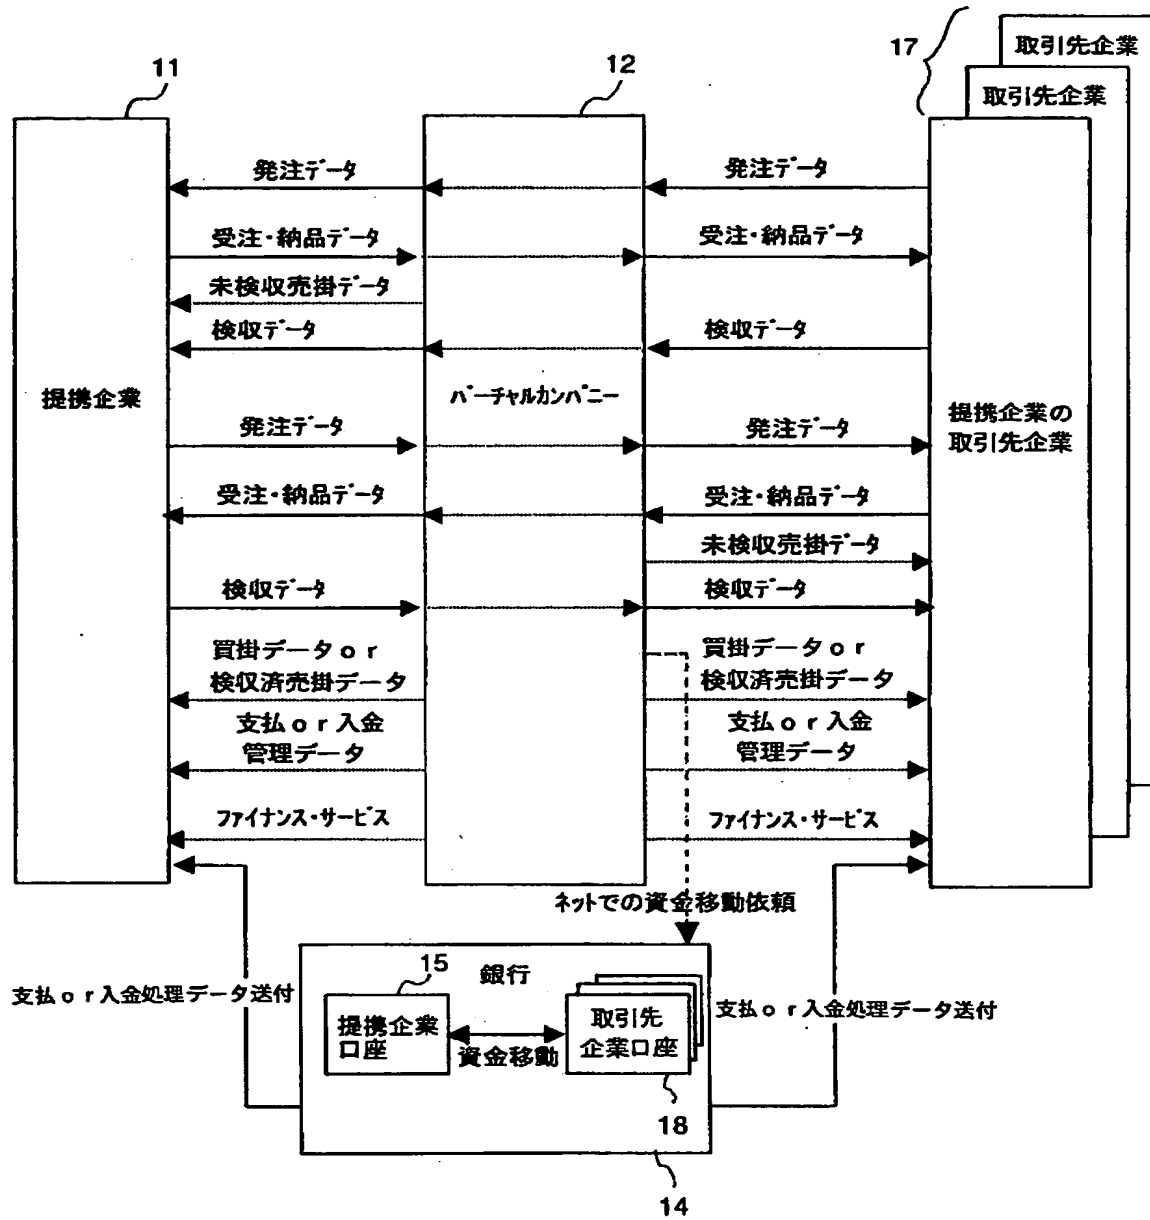 17
取引先企業
取引先企業
11
12
発注データ
発注データ
受注・納品データ
受注・納品データ
未検収売掛データ
検収データ
検収データ
提携企業
バーチャルカンパニー
提携企業の
取引先企業
発注データ
発注データ
受注・納品データ
受注・納品データ
未検収売掛データ
検収データ
検収データ
買掛データｏｒ
検収済売掛データ
買掛データｏｒ
検収済売掛データ
支払ｏｒ入金
管理データ
支払ｏｒ入金
管理データ
ファイナンス・サービス
ファイナンス・サービス
ネットでの資金移動依頼
支払ｏｒ入金処理データ送付
支払ｏｒ入金処理データ送付
銀行
15
提携企業
口座
資金移動
取引先
企業口座
18
14